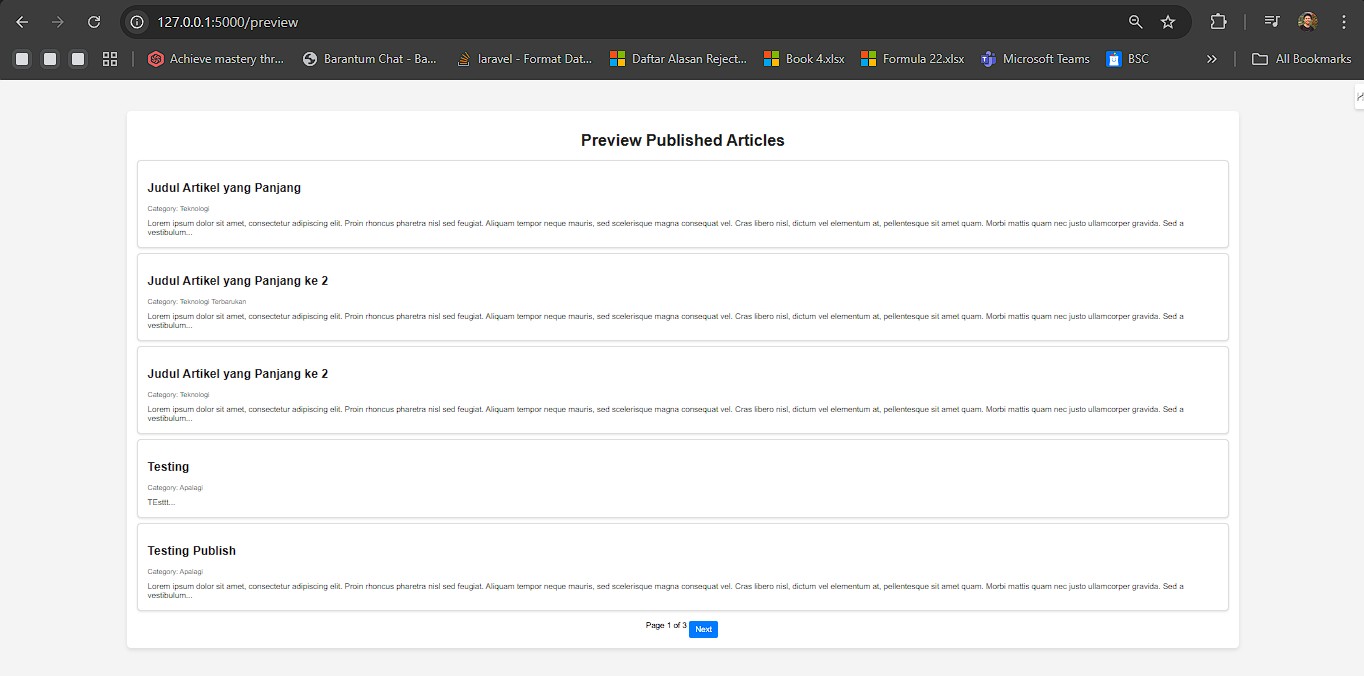 127.0.0.1:5000/preview
Achieve mastery thr...
Barantum Chat - Ba...
laravel - Format Dat...
Daftar Alasan Reject...
Book 4.xlsx
Formula 22.xlsx
Microsoft Teams
BSC
All Bookmarks
Preview Published Articles
Judul Artikel yang Panjang
Category: Teknologi
Lorem ipsum dolor sit amet, consectetur adipiscing elit. Proin rhoncus pharetra nisl sed feugiat. Aliquam tempor neque mauris, sed scelerisque magna consequat vel. Cras libero nisl, dictum vel elementum at, pellentesque sit amet quam. Morbi mattis quam nec justo ullamcorper gravida. Sed a
vestibulum...
Judul Artikel yang Panjang ke 2
Category: Teknologi Terbarukan
Lorem ipsum dolor sit amet, consectetur adipiscing elit. Proin rhoncus pharetra nisl sed feugiat. Aliquam tempor neque mauris, sed scelerisque magna consequat vel. Cras libero nisl, dictum vel elementum at, pellentesque sit amet quam. Morbi mattis quam nec justo ullamcorper gravida. Sed a
vestibulum...
Judul Artikel yang Panjang ke 2
Category: Teknologi
Lorem ipsum dolor sit amet, consectetur adipiscing elit. Proin rhoncus pharetra nisl sed feugiat. Aliquam tempor neque mauris, sed scelerisque magna consequat vel. Cras libero nisl, dictum vel elementum at, pellentesque sit amet quam. Morbi mattis quam nec justo ullamcorper gravida. Sed a
vestibulum...
Testing
Category: Apalagi
TEsttt...
Testing Publish
Category: Apalagi
Lorem ipsum dolor sit amet, consectetur adipiscing elit. Proin rhoncus pharetra nisl sed feugiat. Aliquam tempor neque mauris, sed scelerisque magna consequat vel. Cras libero nisl, dictum vel elementum at, pellentesque sit amet quam. Morbi mattis quam nec justo ullamcorper gravida. Sed a
vestibulum...
Page 1 of 3 Next